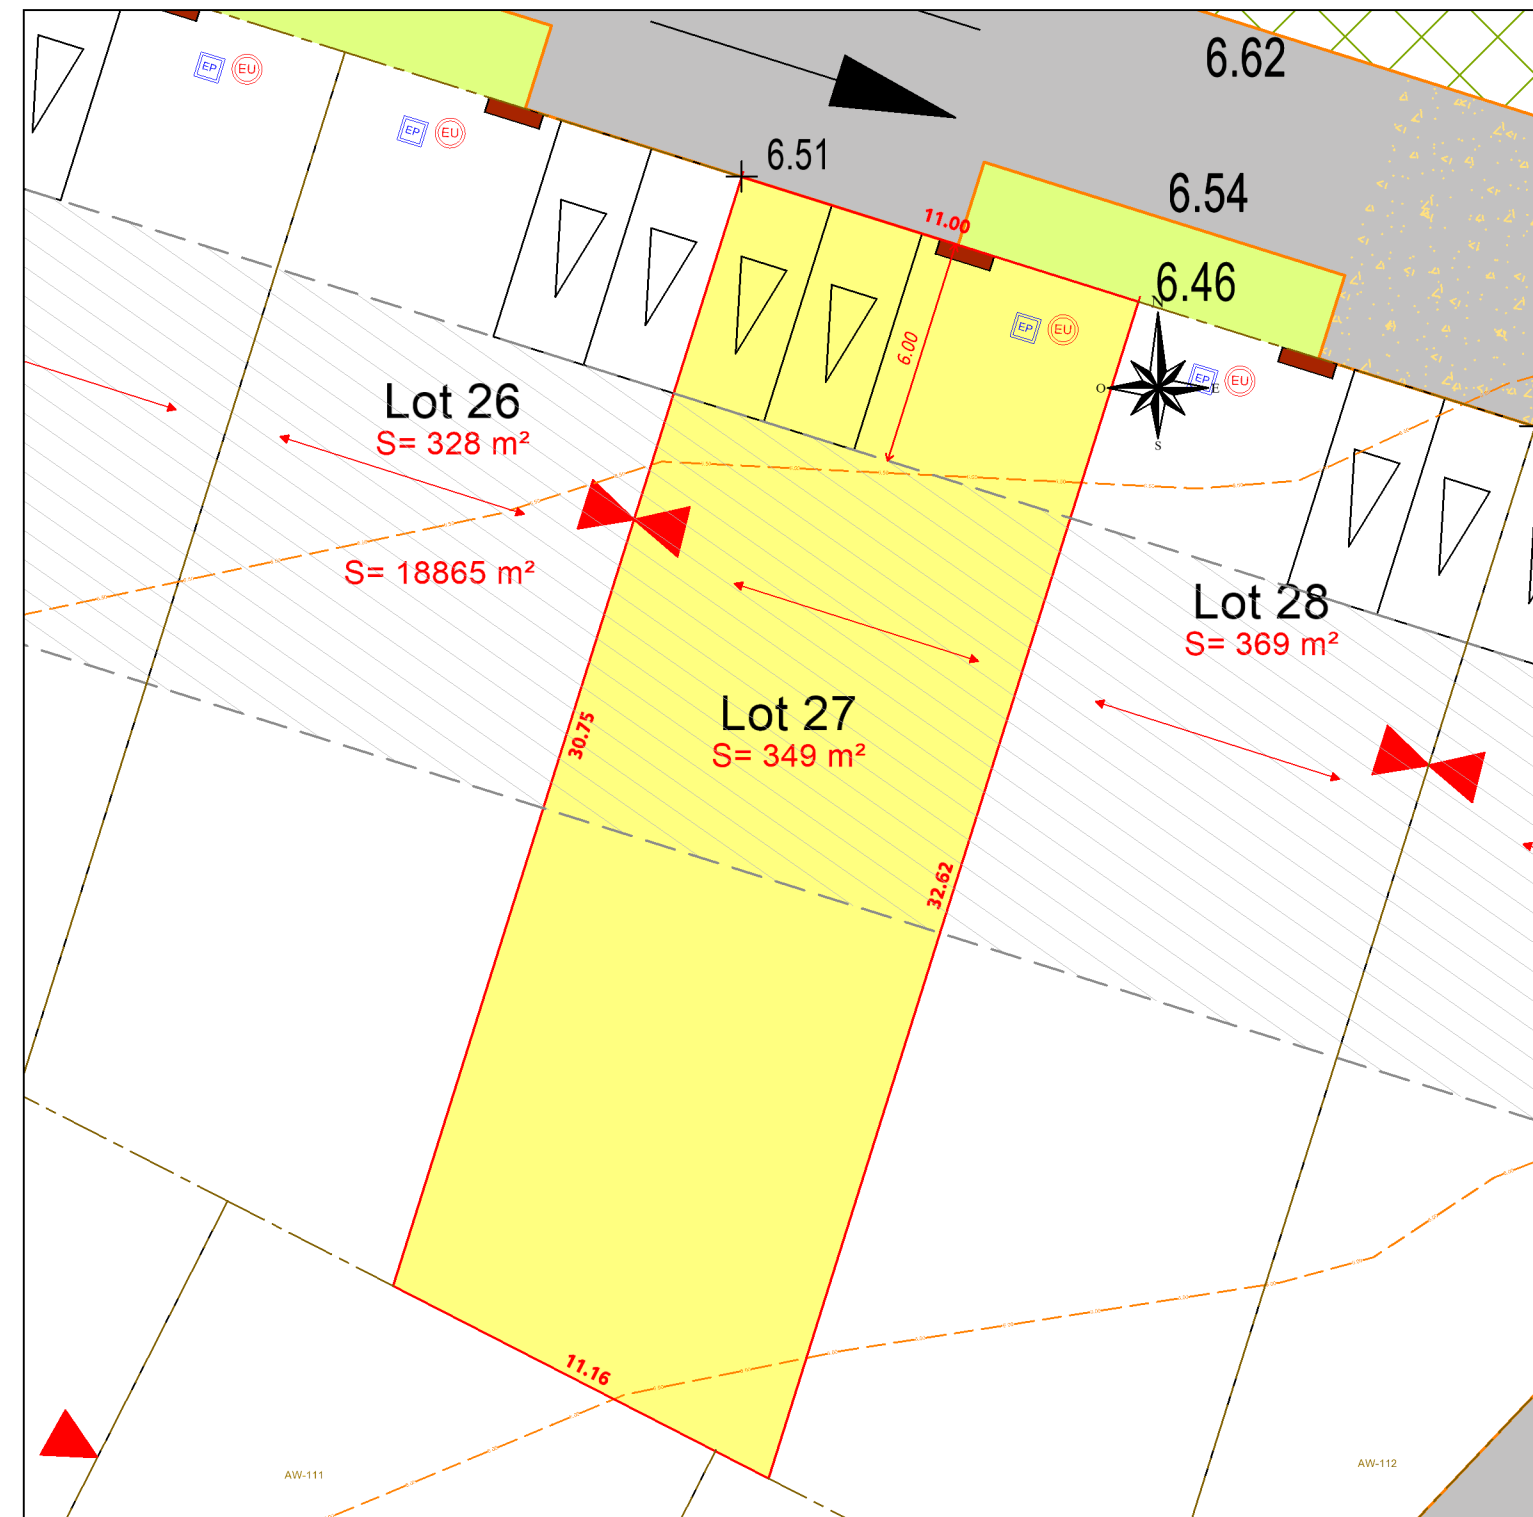 6.62
EP
EU
EP
EU
6.51
6.54
11.00
6.46
N
6.00
EP
EU
O
EP
E
EU
S
Lot 26
S= 328 m²
S= 18865 m²
Lot 28
S= 369 m²
Lot 27
S= 349 m²
30.75
32.62
11.16
AW-111
AW-112